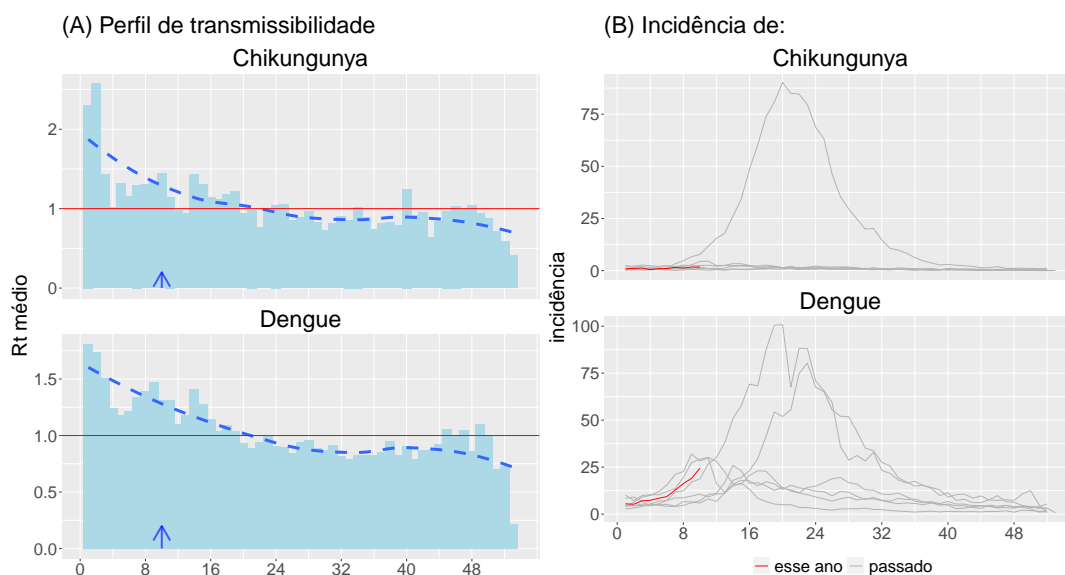 (A) Perfil de transmissibilidade
Chikungunya
2
1
0
Dengue
1.5
1.0
0.5
0.0
0 8 16 24 32 40 48
Rt médio
(B) Incidência de:
Chikungunya
75
50
25
0
Dengue
100
75
50
25
0
0 8 16 24 32 40 48
incidência
esse ano passado